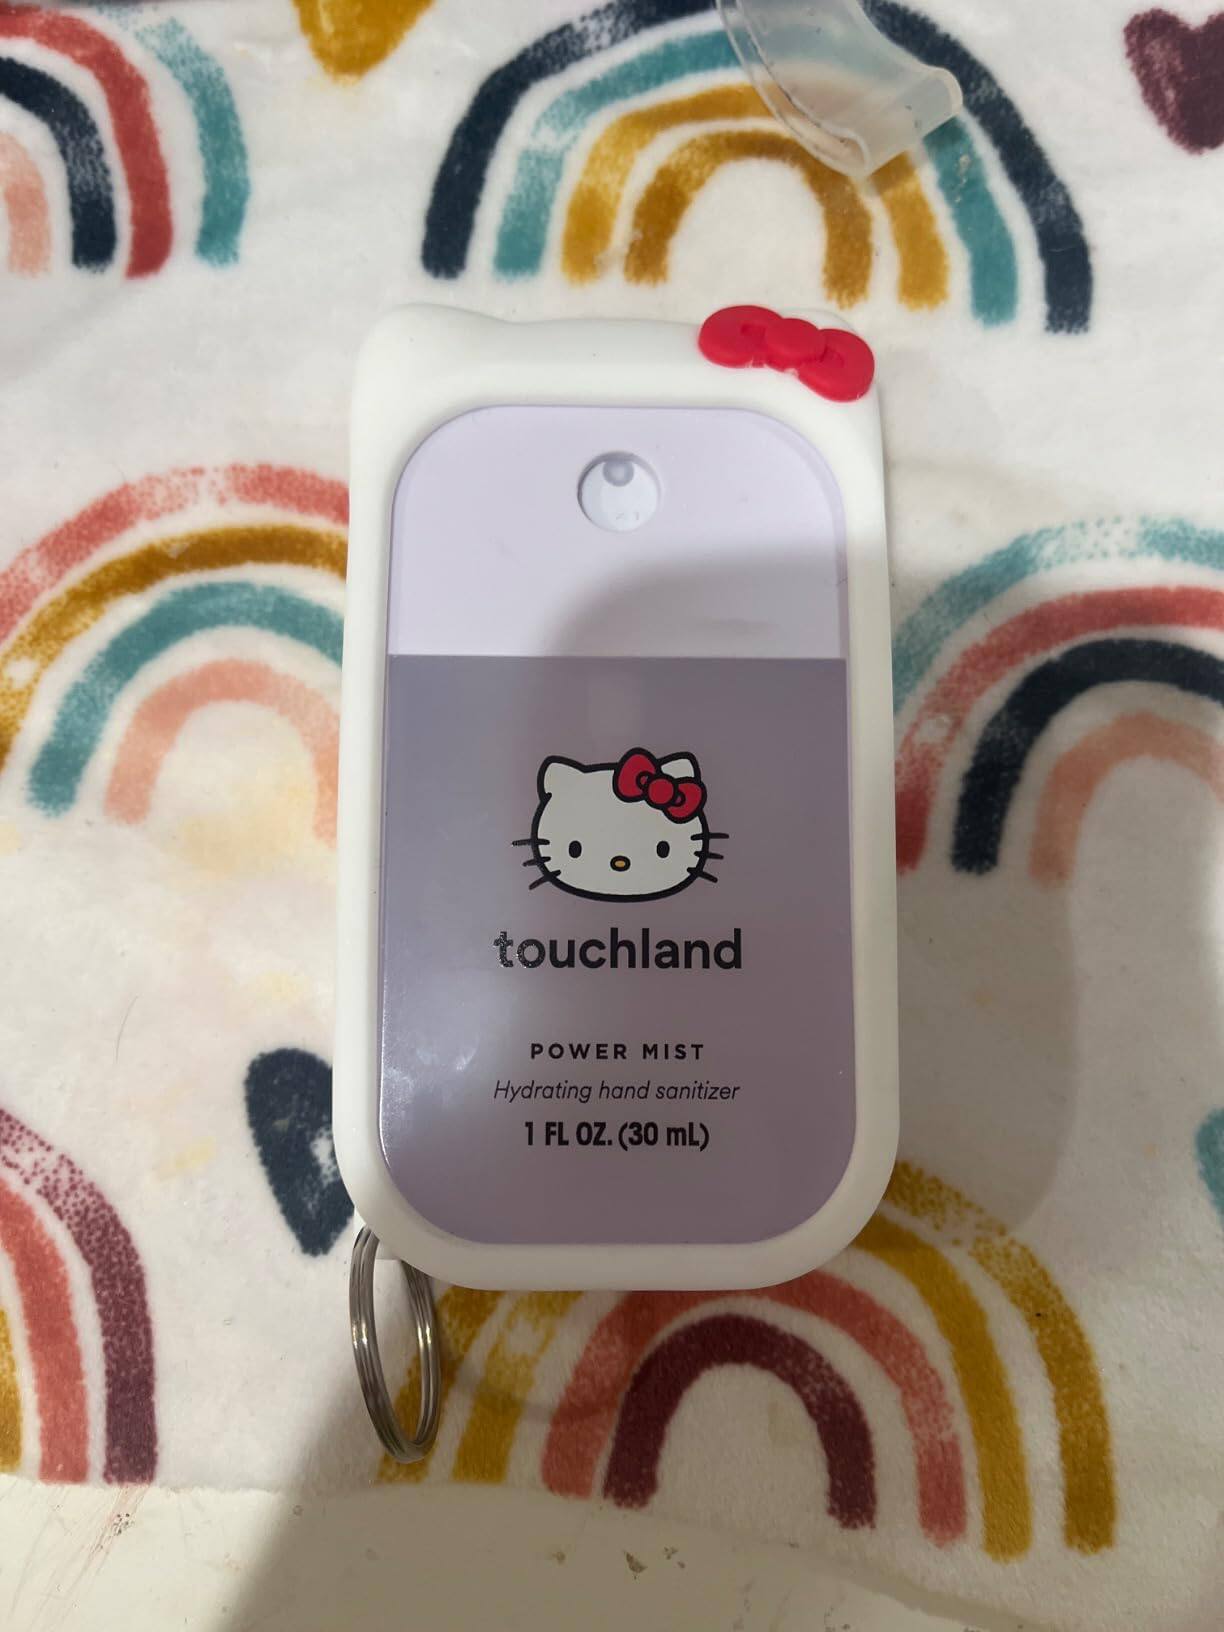 touchland
POWER MIST
Hydrating hand sanitizer
1 FL OZ. (30 mL)